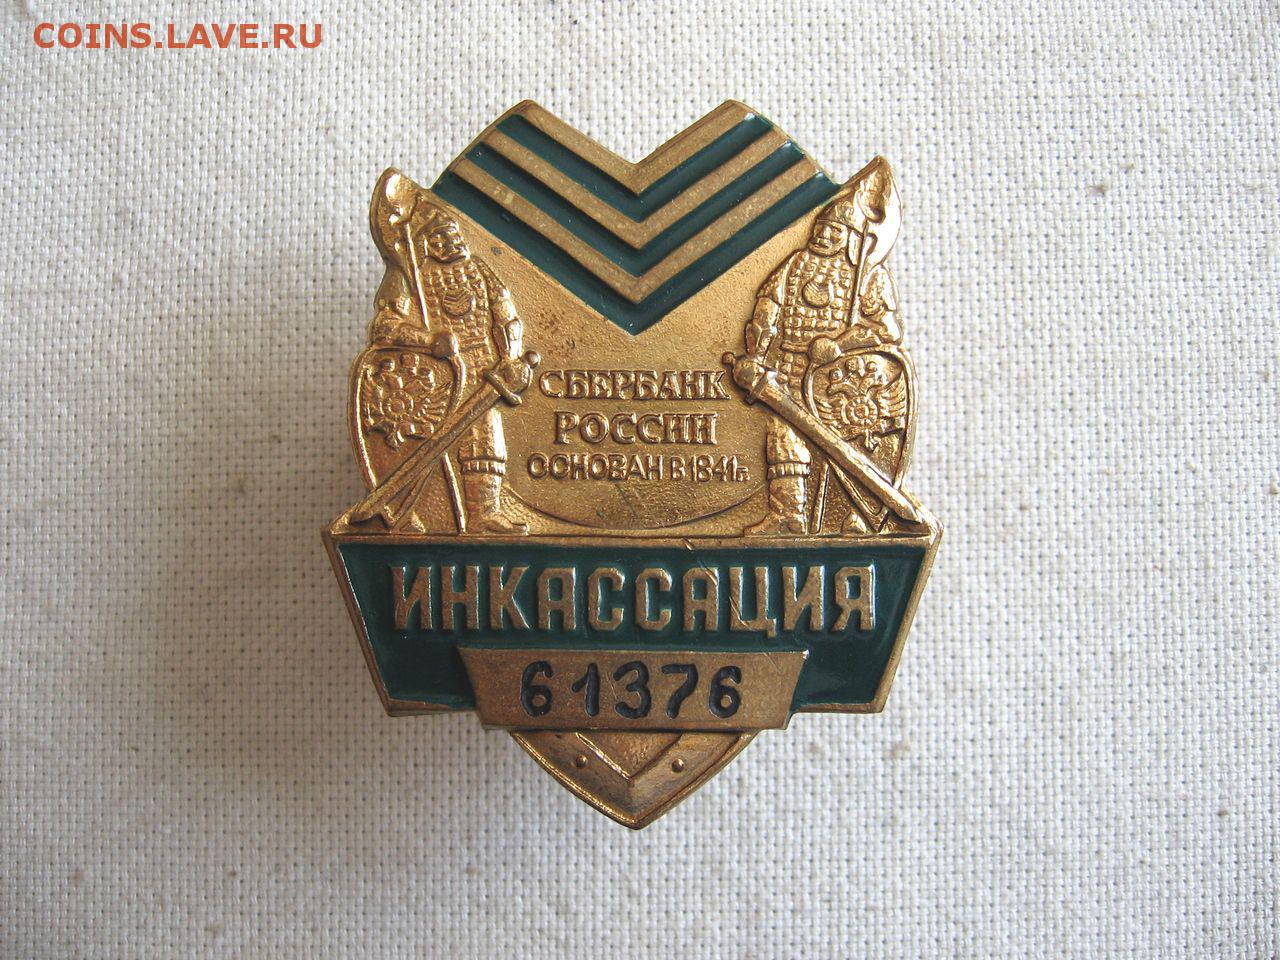 COINS.LAVE.RU
СБЕРБАНК
РОССИИ
ОСНОВАН В 1841г.
ИНКАССАЦИЯ
61376